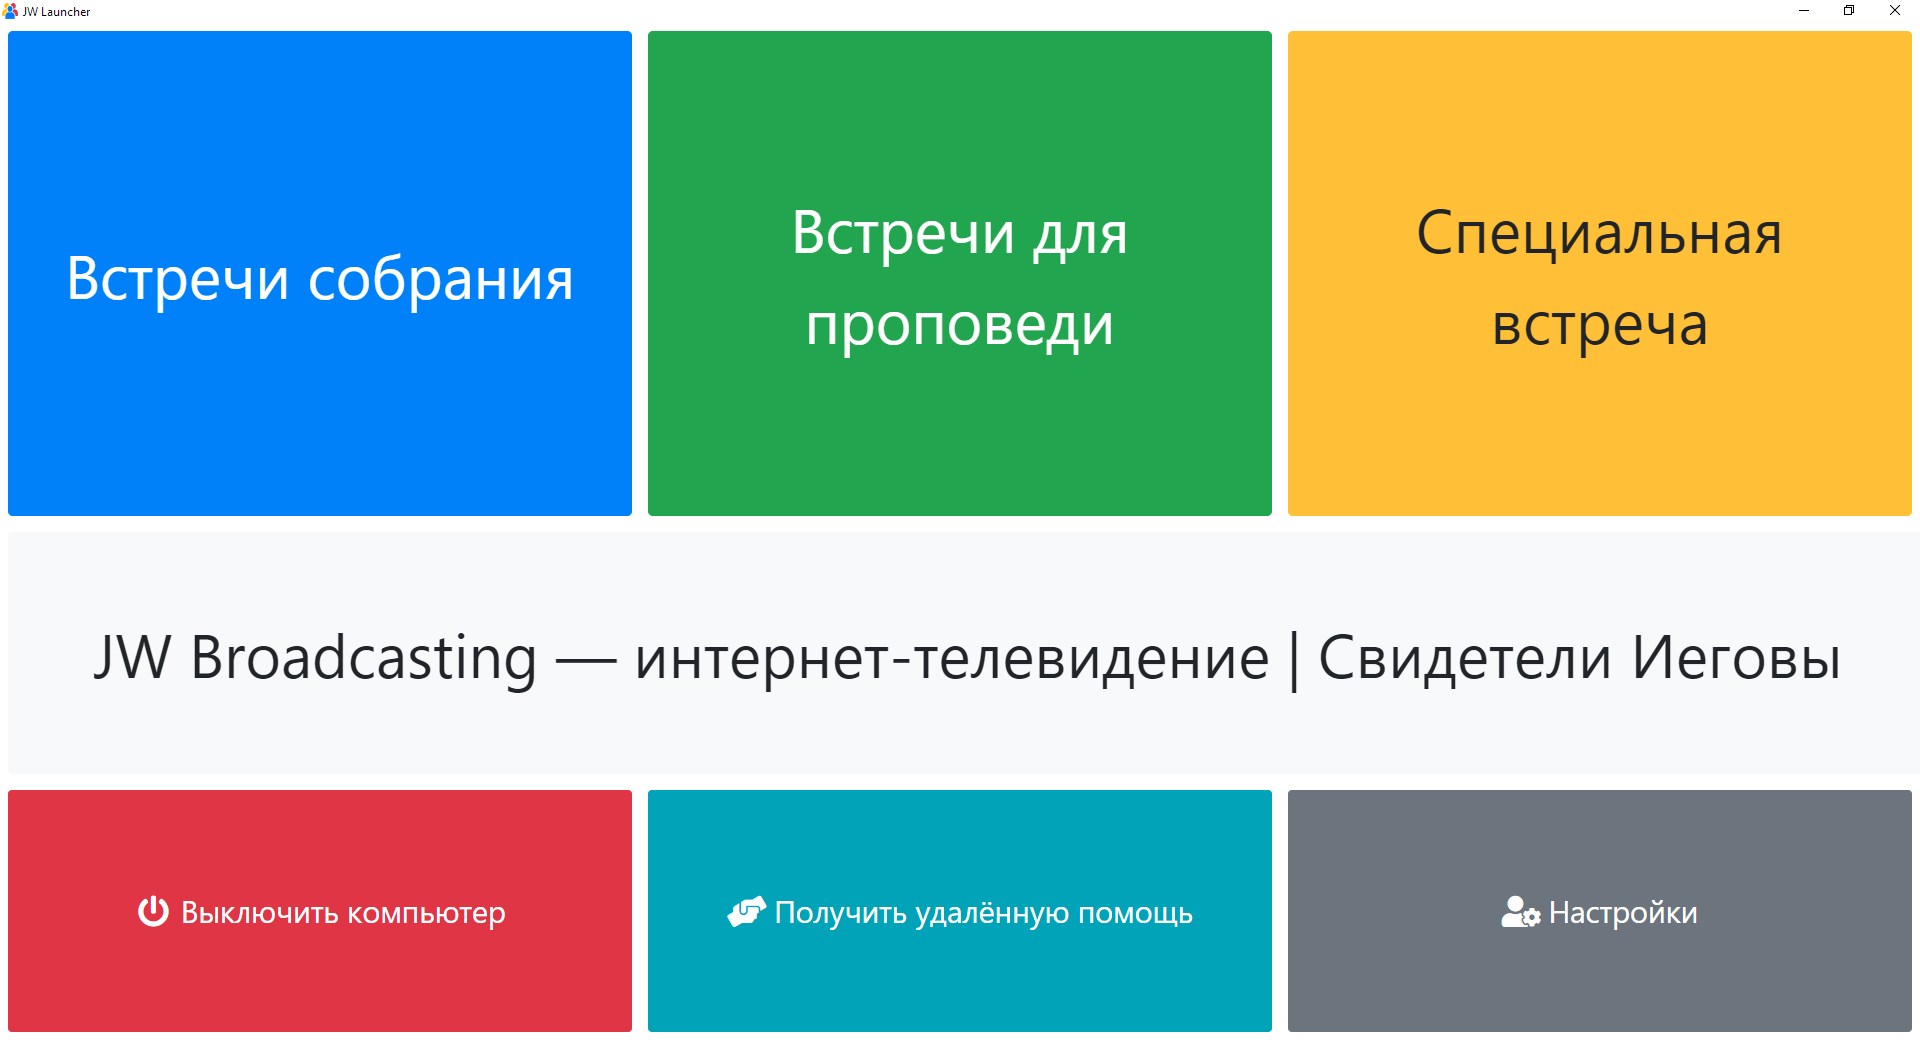 JW Launcher
Встречи собрания
Встречи для
проповеди
Специальная
встреча
JW Broadcasting — интернет-телевидение | Свидетели Иеговы
Выключить компьютер
Получить удалённую помощь
Настройки